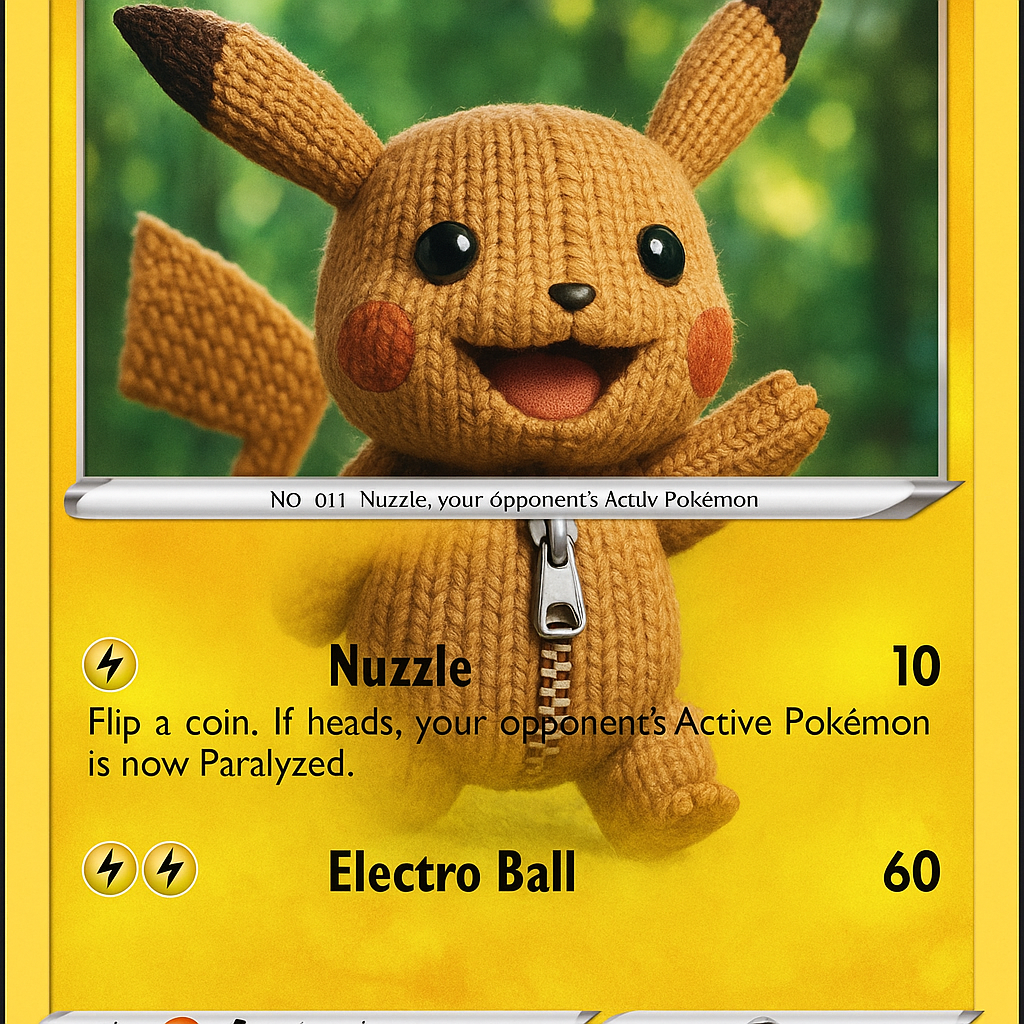 NO 011 Nuzzle, your ópponent's Actulv Pokémon
Nuzzle 10
Flip a coin. If heads, your opponent's Active Pokémon
is now Paralyzed.
Electro Ball 60